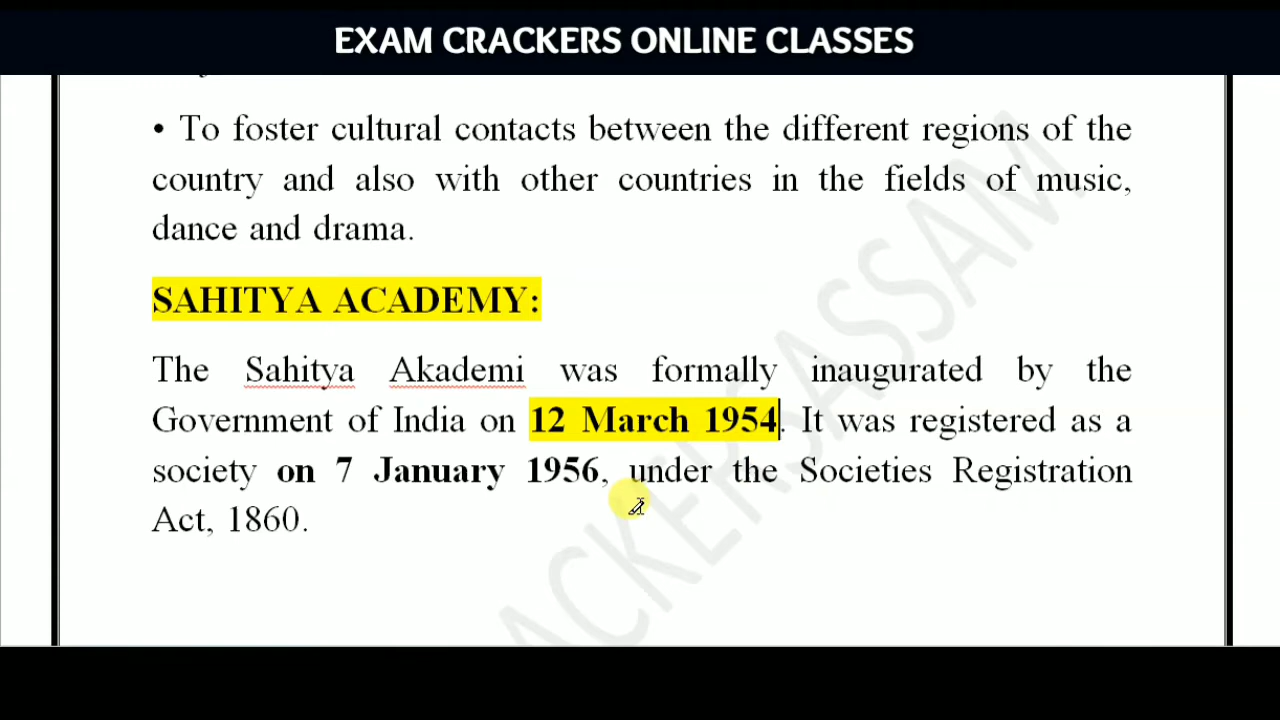 EXAM CRACKERS ONLINE CLASSES
• To foster cultural contacts between the different regions of the
country and also with other countries in the fields of music,
dance and drama.
SAHITYA ACADEMY:
The Sahitya Akademi was formally inaugurated by the
Government of India on 12 March 1954. It was registered as a
society on 7 January 1956, under the Societies Registration
Act, 1860.